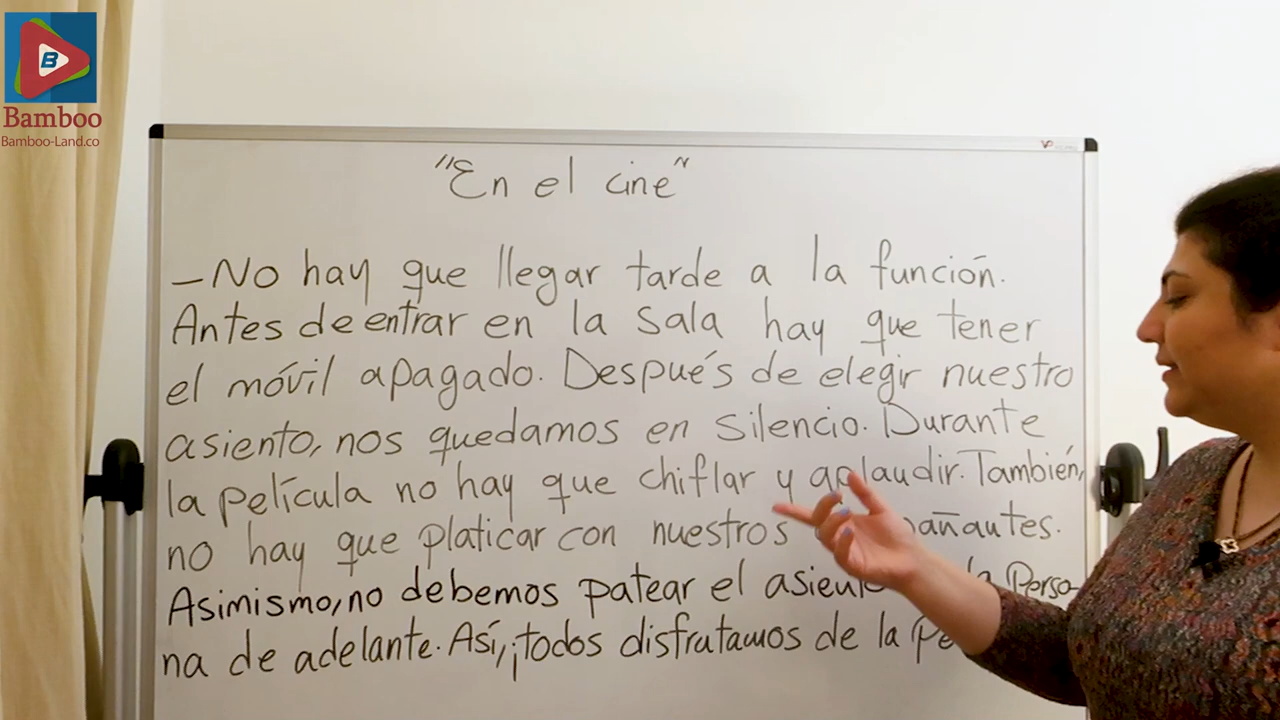 B
Bamboo
Bamboo-Land.co
"En el cine"
–No hay que llegar tarde a la función.
Antes de entrar en la sala hay que tener
el móvil apagado. Después de elegir nuestro
asiento, nos quedamos en silencio. Durante
la película no hay que chiflar y aplaudir. También,
no hay que platicar con nuestros
Asimismo, no debemos patear el la perso-
na de adelante. Así, ¡todos disfrutamos de la